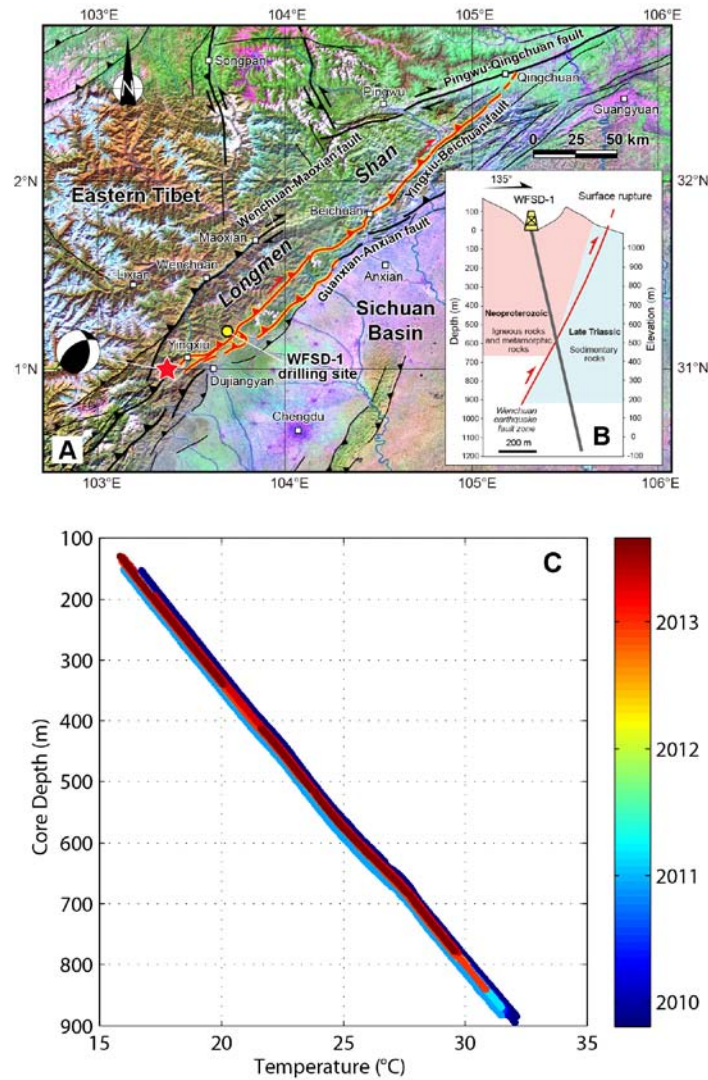 103°E
104°E
105°E
106°E
Songpan
Pingwu-Qingchuan fault
Qingchuan
Pingwu
Guangyuan
0 25 50 km
N
Shan
Yingxiu-Beichuan fault
Eastern Tibet
Wenchuan-Maoxian fault
2°N
32°N
Beichuan
Maoxian
Guanxian-Anxian fault
Lixian
Wenchuan
Longmen
Anxian
Sichuan
Basin
Yingxiu
WFSD-1
drilling site
1°N
31°N
Dujiangyan
Chengdu
A
103°E
104°E
105°E
106°E
135°
Surface rupture
WFSD-1
100
0
100
200
300
400
500
600
700
800
900
1000
1100
1200
Depth (m)
1000
900
800
700
600
500
400
300
200
100
0
-100
Elevation (m)
Neoproterozoic
Igneous rocks
and metamorphic
rocks
Late Triassic
Sedimentary
rocks
Wenchuan
earthquake
fault zone
200 m
B
C
100
200
300
400
500
600
700
800
900
Core Depth (m)
15 20 25 30 35
Temperature (°C)
2013
2012
2011
2010